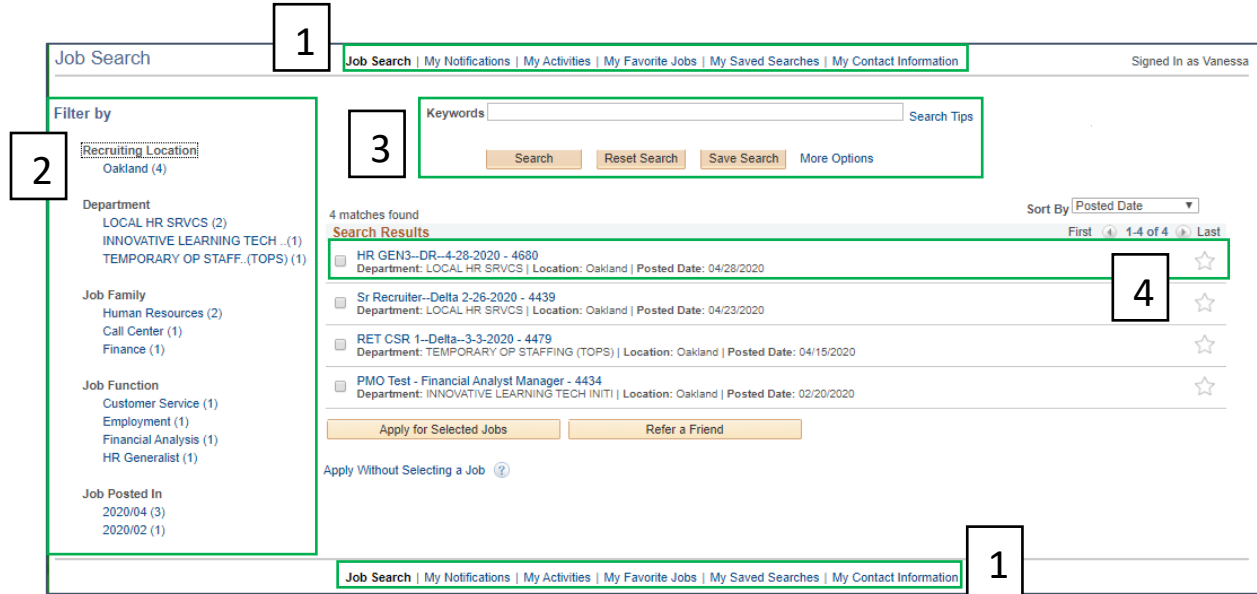 1
Job Search
Job Search | My Notifications | My Activities | My Favorite Jobs | My Saved Searches | My Contact Information
Signed In as Vanessa
Filter by
2
Recruiting Location
Oakland (4)
Department
LOCAL HR SRVCS (2)
INNOVATIVE LEARNING TECH ..(1)
TEMPORARY OP STAFF..(TOPS) (1)
Job Family
Human Resources (2)
Call Center (1)
Finance (1)
Job Function
Customer Service (1)
Employment (1)
Financial Analysis (1)
HR Generalist (1)
Job Posted In
2020/04 (3)
2020/02 (1)
3
Keywords
Search Tips
Search
Reset Search
Save Search
More Options
4 matches found
Sort By Posted Date
Search Results
First 1-4 of 4 Last
HR GEN3--DR--4-28-2020 - 4680
Department: LOCAL HR SRVCS | Location: Oakland | Posted Date: 04/28/2020
4
Sr Recruiter--Delta 2-26-2020 - 4439
Department: LOCAL HR SRVCS | Location: Oakland | Posted Date: 04/23/2020
RET CSR 1--Delta--3-3-2020 - 4479
Department: TEMPORARY OP STAFFING (TOPS) | Location: Oakland | Posted Date: 04/15/2020
PMO Test - Financial Analyst Manager - 4434
Department: INNOVATIVE LEARNING TECH INITI | Location: Oakland | Posted Date: 02/20/2020
Apply for Selected Jobs
Refer a Friend
Apply Without Selecting a Job ?
Job Search | My Notifications | My Activities | My Favorite Jobs | My Saved Searches | My Contact Information
1